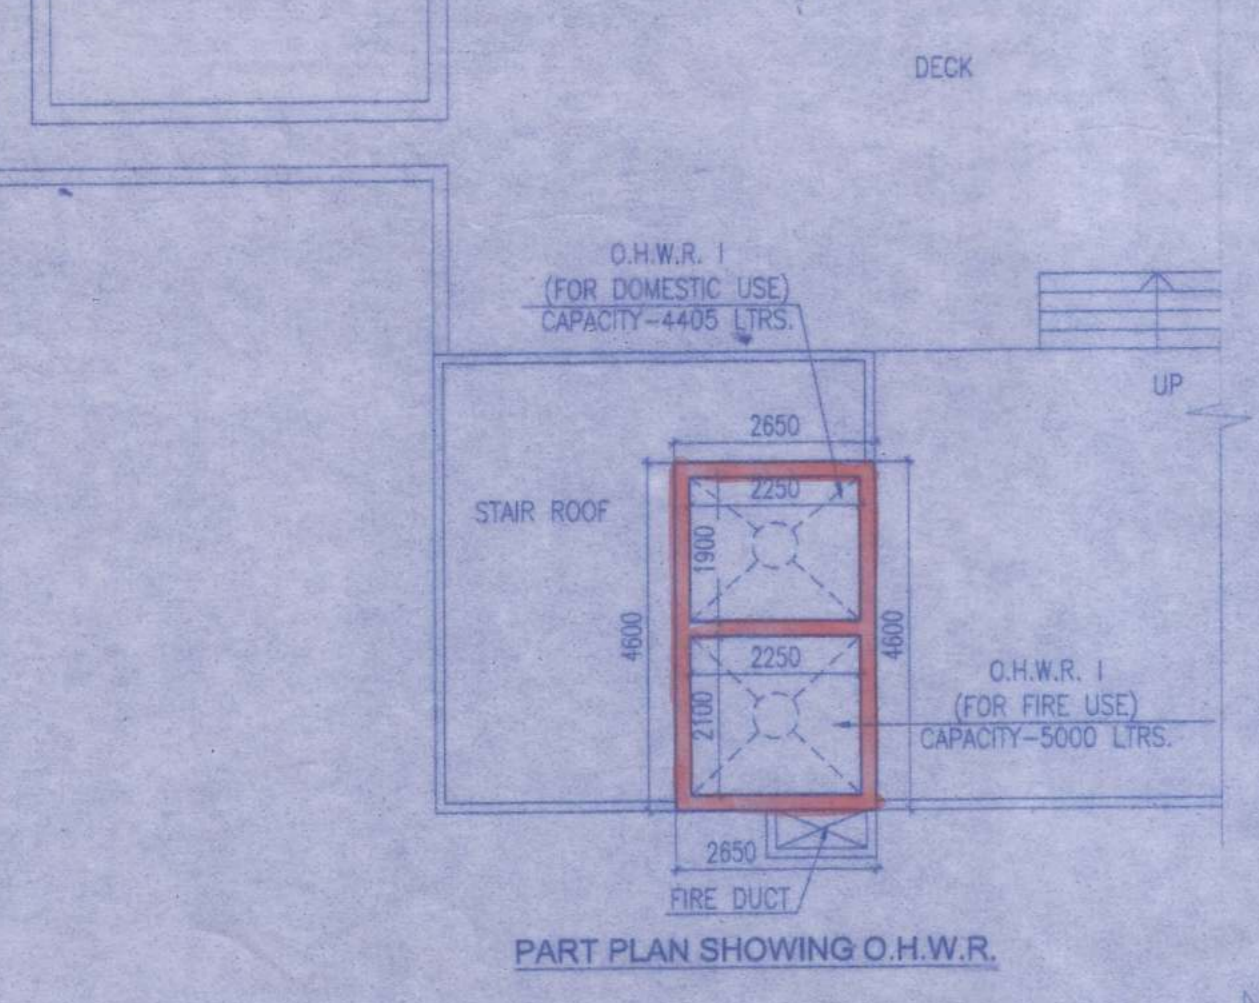 DECK
O.H.W.R. I
(FOR DOMESTIC USE)
CAPACITY-4405 LTRS.
UP
2650
2250
STAIR ROOF
1900
4600
4600
2250
O.H.W.R. I
(FOR FIRE USE)
CAPACITY-5000 LTRS.
2100
2650
FIRE DUCT
PART PLAN SHOWING O.H.W.R.